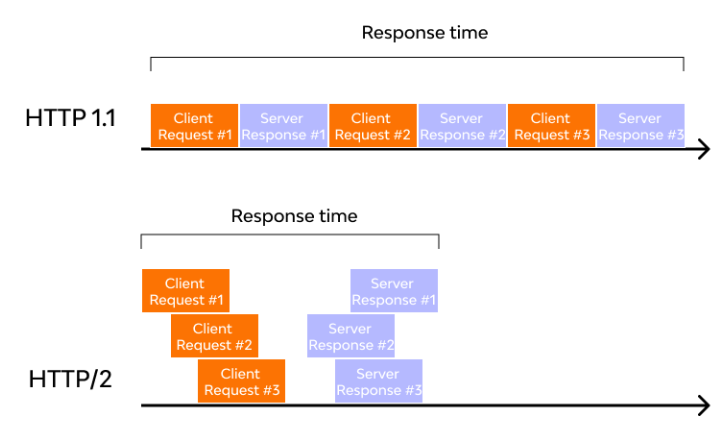 Response time
HTTP 1.1
Client
Request #1
Server
Response #1
Client
Request #2
Server
Response #2
Client
Request #3
Server
Response #3
Response time
Client
Request #1
Server
Response #1
Client
Request #2
Server
Response #2
HTTP/2
Client
Request #3
Server
Response #3